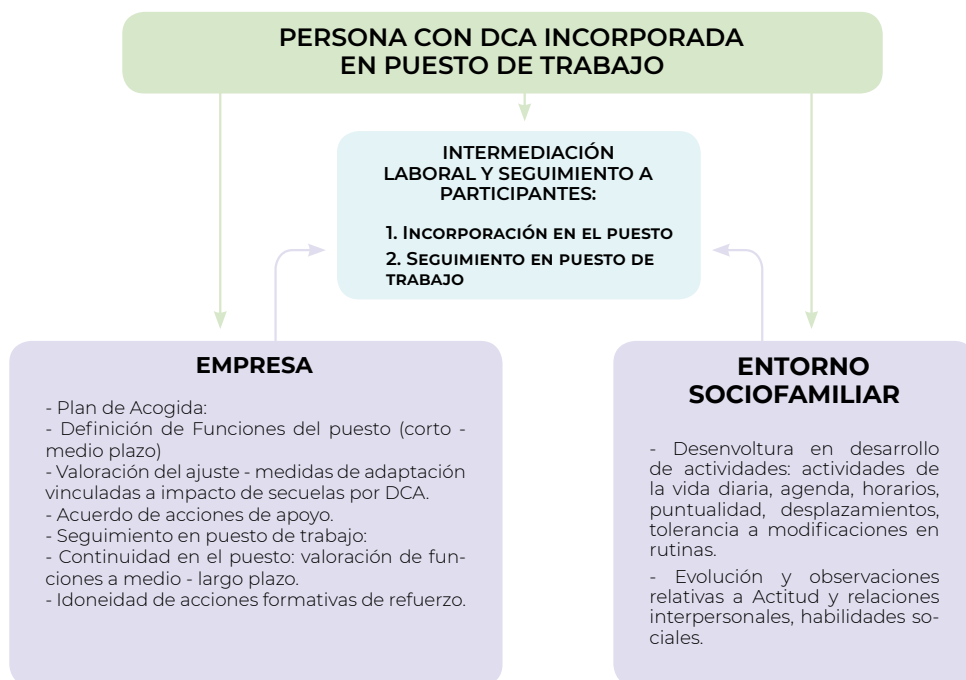 PERSONA CON DCA INCORPORADA
EN PUESTO DE TRABAJO
INTERMEDIACIÓN
LABORAL Y SEGUIMIENTO A
PARTICIPANTES:
1. INCORPORACIÓN EN EL PUESTO
2. SEGUIMIENTO EN PUESTO DE
TRABAJO
EMPRESA
- Plan de Acogida:
- Definición de Funciones del puesto (corto -
medio plazo)
- Valoración del ajuste - medidas de adaptación
vinculadas a impacto de secuelas por DCA.
- Acuerdo de acciones de apoyo.
- Seguimiento en puesto de trabajo:
- Continuidad en el puesto: valoración de fun-
ciones a medio - largo plazo.
- Idoneidad de acciones formativas de refuerzo.
ENTORNO
SOCIOFAMILIAR
- Desenvoltura en desarrollo
de actividades: actividades de
la vida diaria, agenda, horarios,
puntualidad, desplazamientos,
tolerancia a modificaciones en
rutinas.
- Evolución y observaciones
relativas a Actitud y relaciones
interpersonales, habilidades so-
ciales.